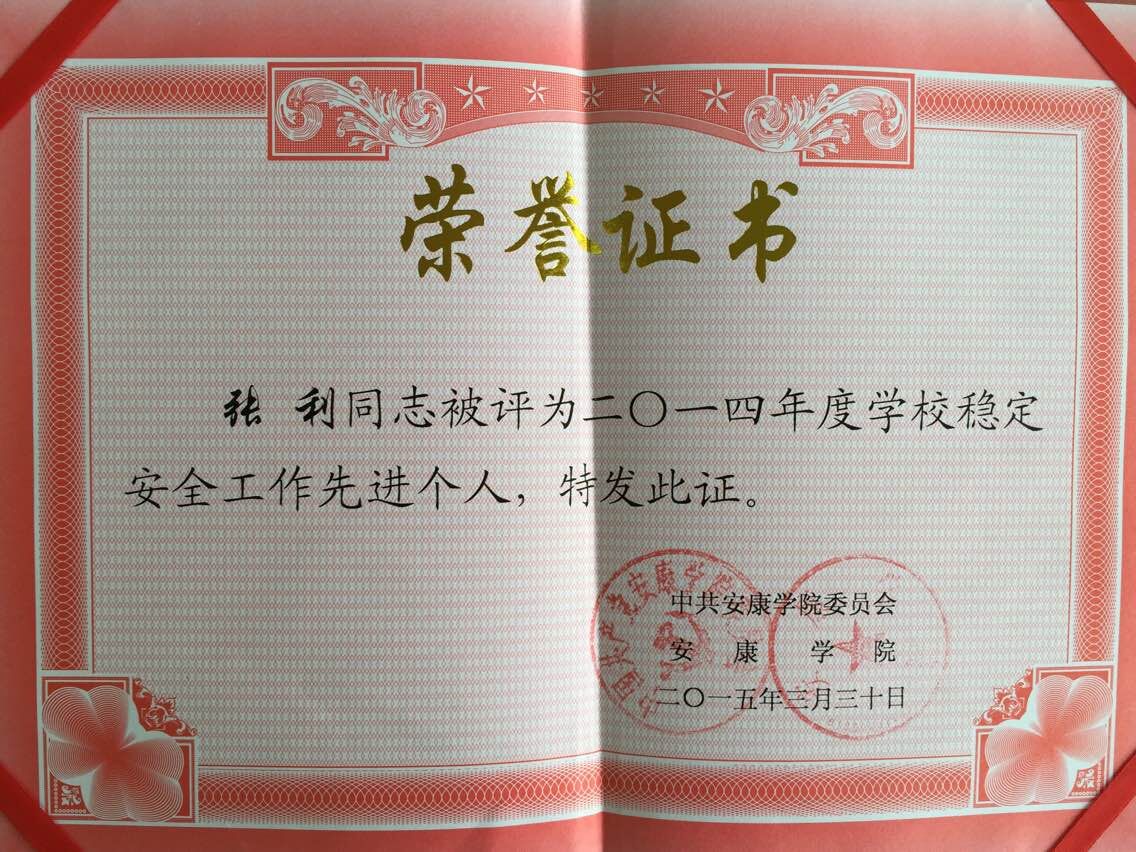 荣誉证书
张 利同志被评为二〇一四年度学校稳定
安全工作先进个人，特发此证。
中共安康学院委员会
安康学院
二〇一五年三月三十日